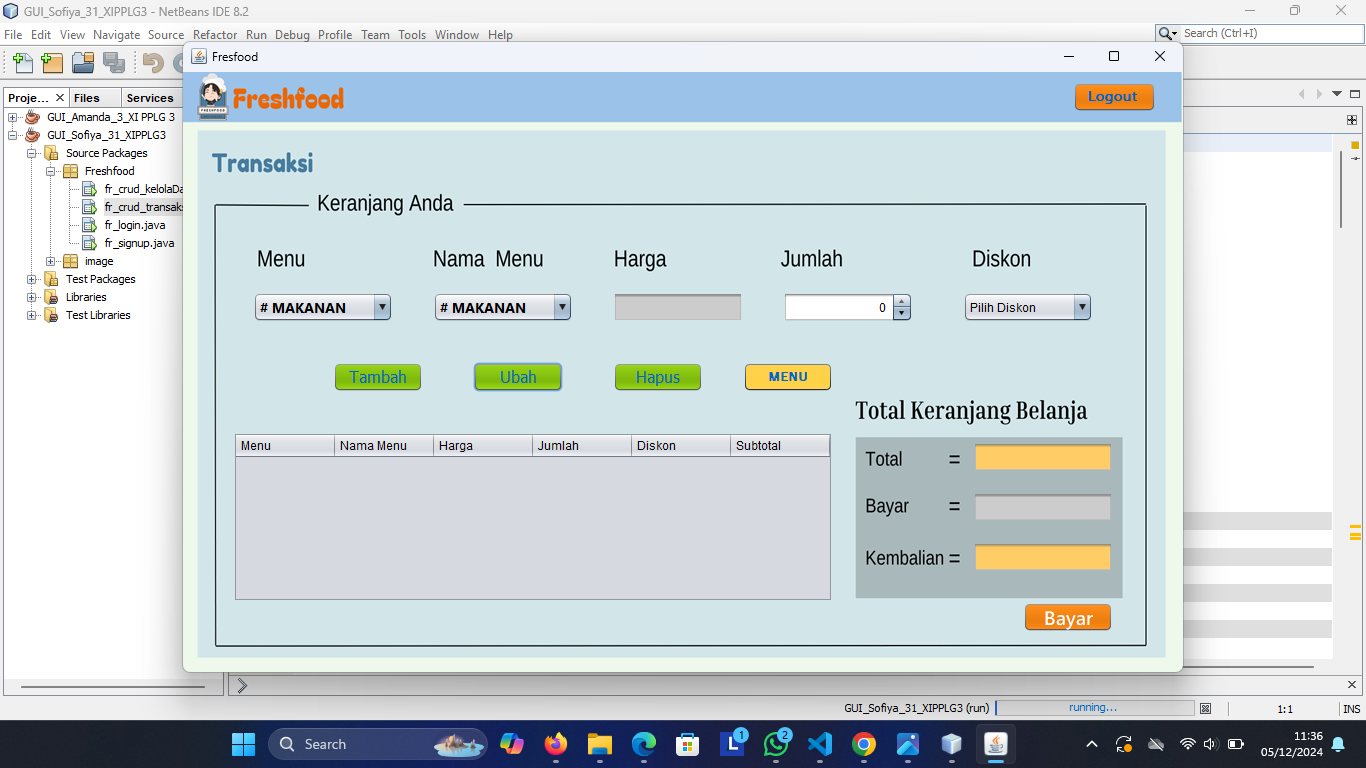 GUI_Sofiya_31_XIPPLG3 - NetBeans IDE 8.2
File Edit View Navigate Source Refactor Run Debug Profile Team Tools Window Help
Search (Ctrl+I)
Fresfood
Proje... Files Services
Freshfood
FRESHFOOD
Logout
GUI_Amanda_3_XI PPLG 3
GUI_Sofiya_31_XIPPLG3
Source Packages
Freshfood
fr_crud_kelolaDa
fr_crud_transak
fr_login.java
fr_signup.java
image
Test Packages
Libraries
Test Libraries
Transaksi
Keranjang Anda
Menu Nama Menu Harga Jumlah Diskon
# MAKANAN # MAKANAN 0 Pilih Diskon
Tambah Ubah Hapus MENU
Total Keranjang Belanja
Menu Nama Menu Harga Jumlah Diskon Subtotal
Total =
Bayar =
Kembalian =
Bayar
GUI_Sofiya_31_XIPPLG3 (run) running... 1:1 INS
Search
L 1 2
11:36
05/12/2024